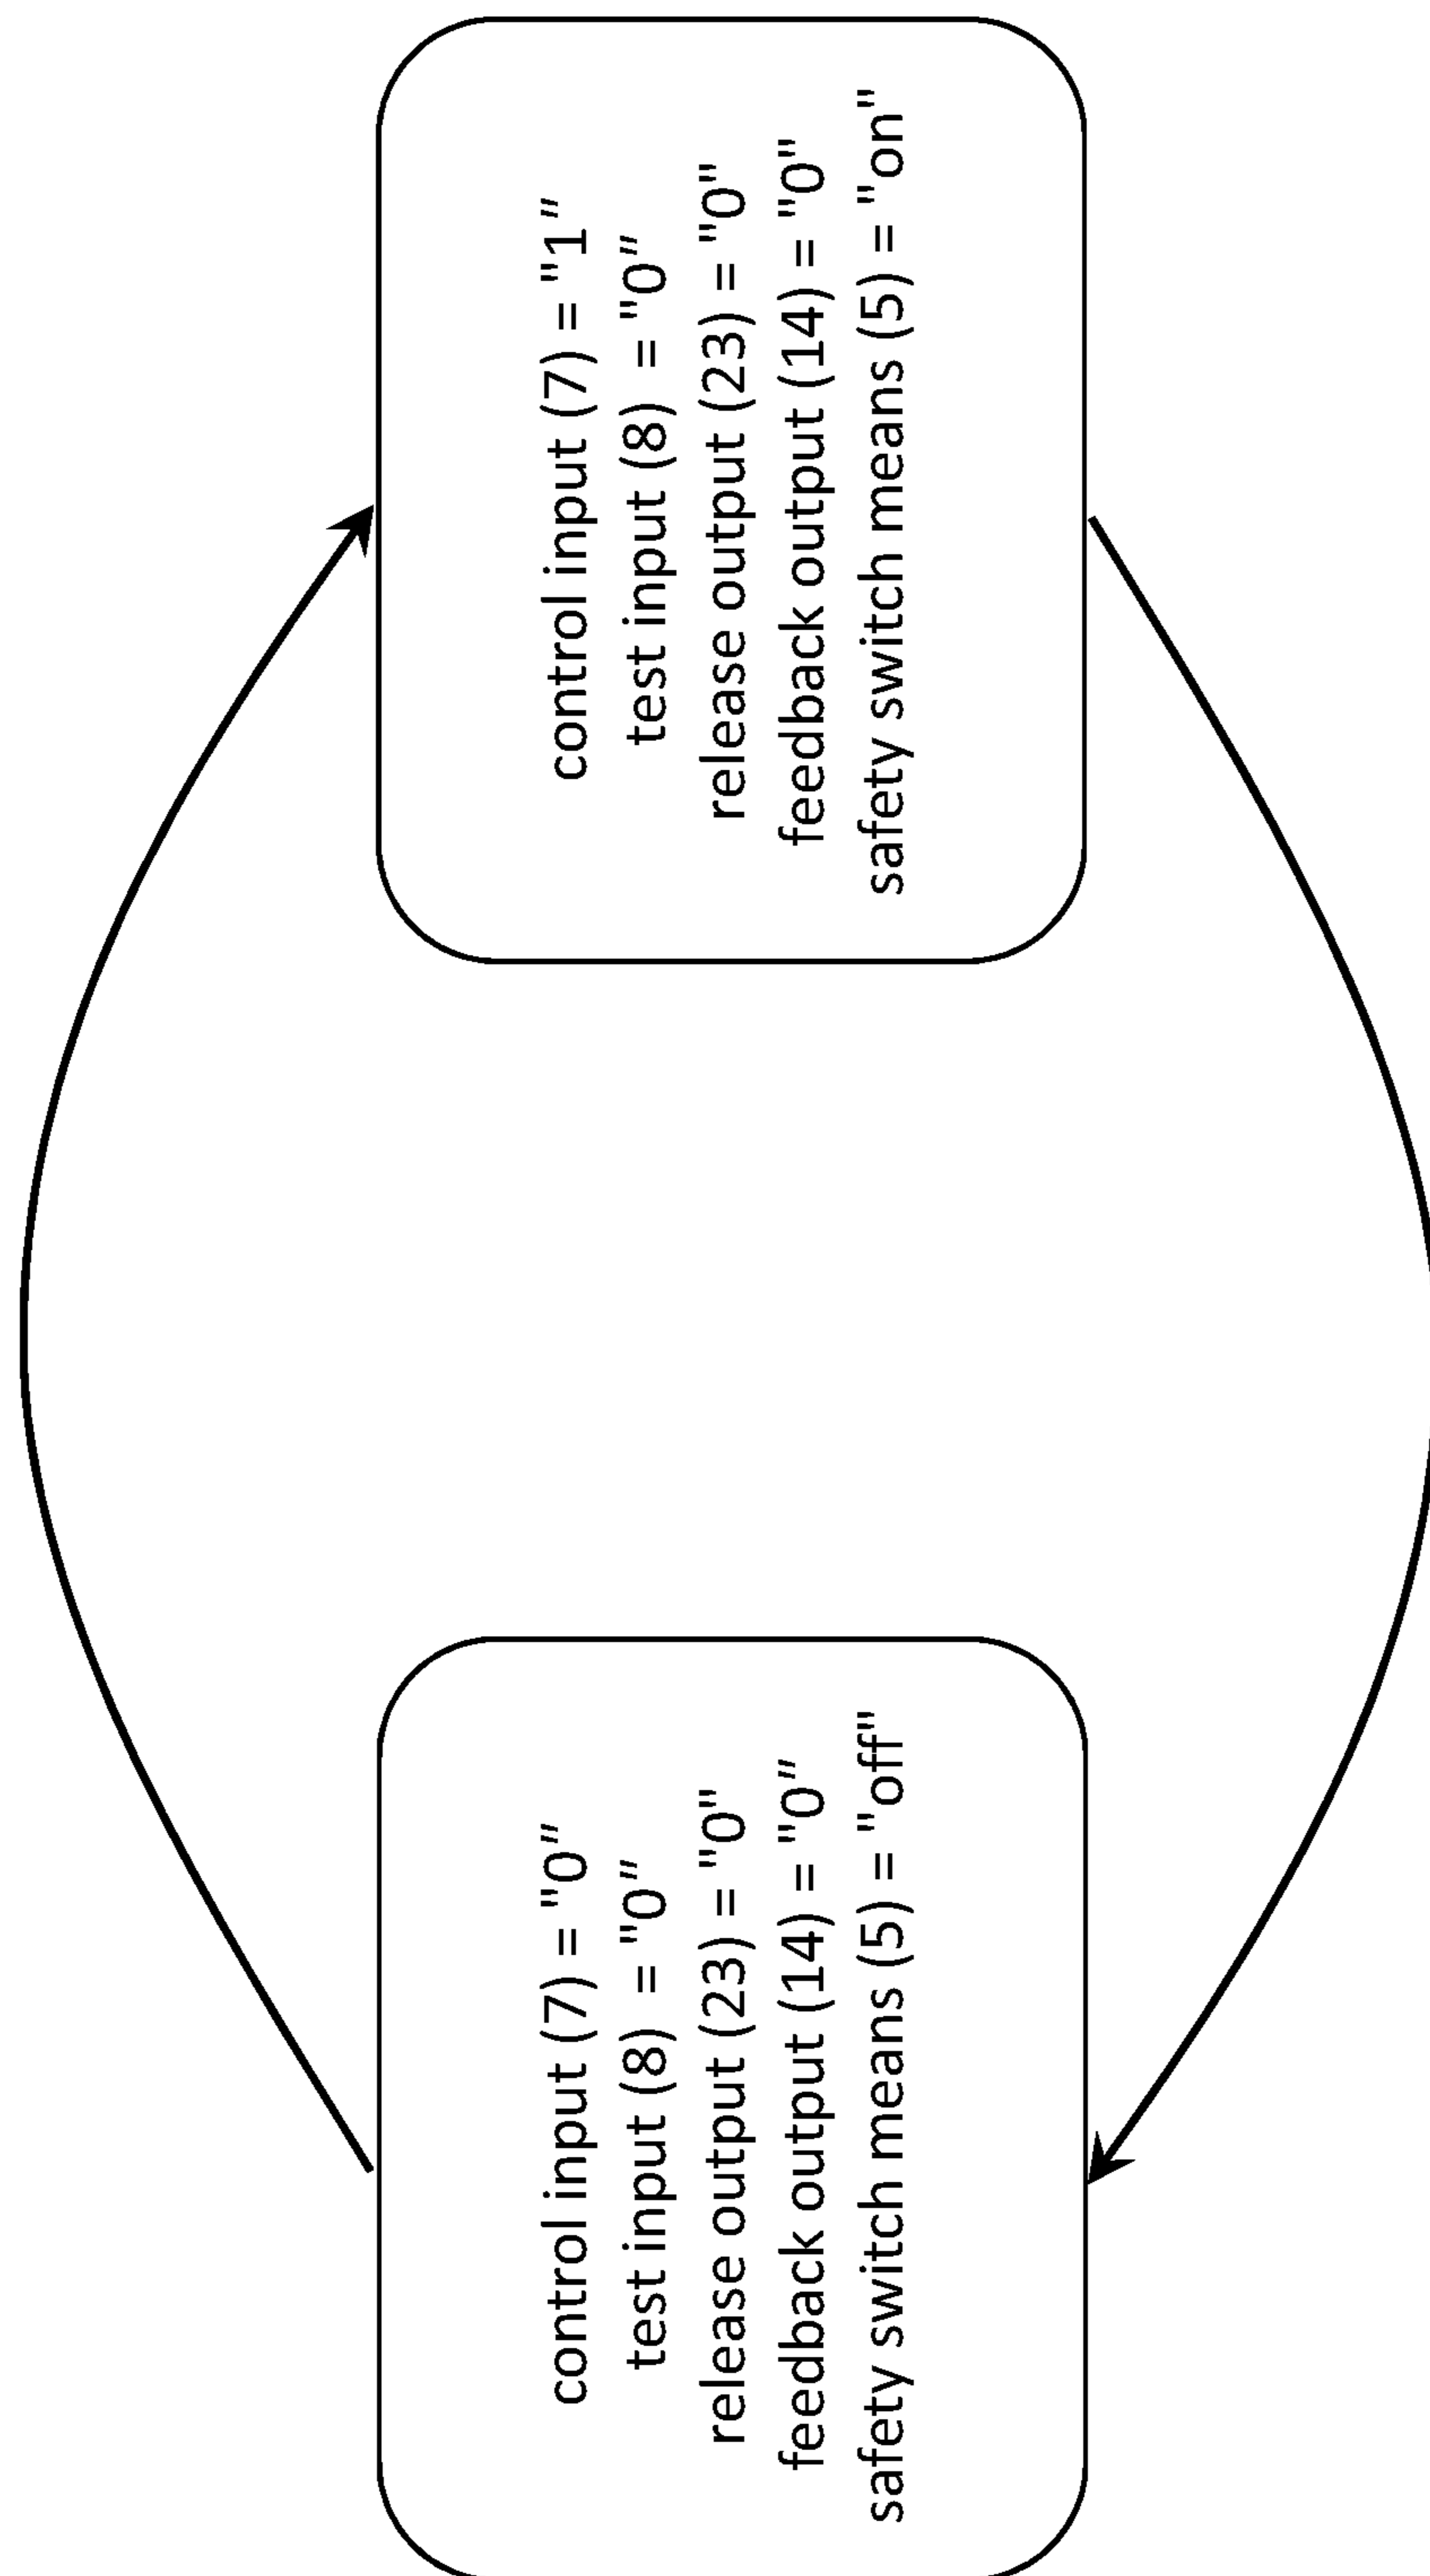 control input (7) = "0"
test input (8) = "0"
release output (23) = "0"
feedback output (14) = "0"
safety switch means (5) = "off"
control input (7) = "1"
test input (8) = "0"
release output (23) = "0"
feedback output (14) = "0"
safety switch means (5) = "on"